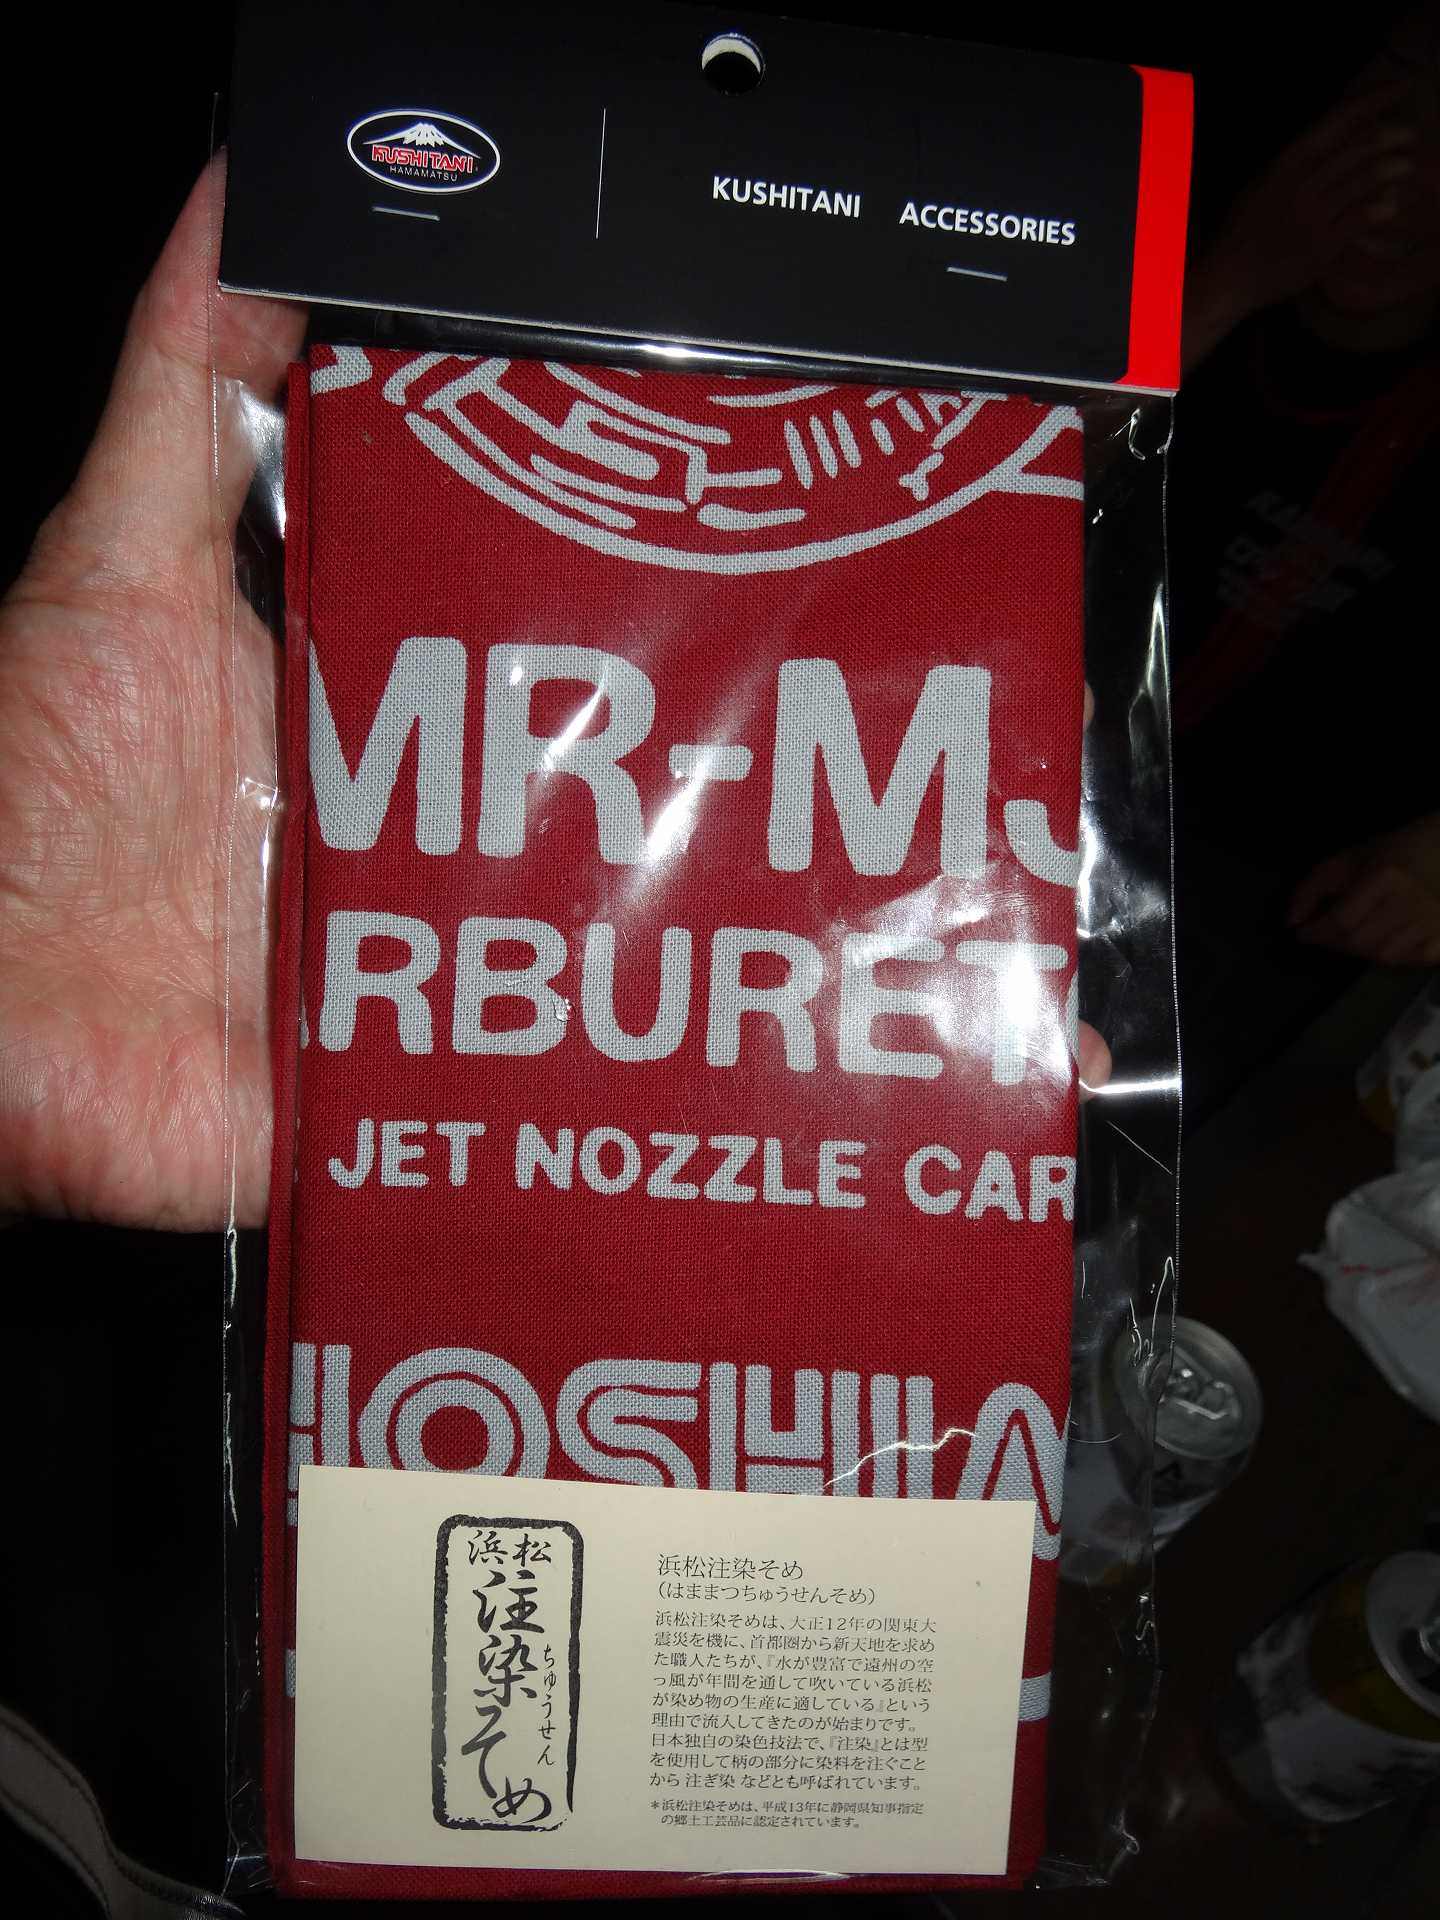 KUSHITANI
HAMAMATSU
KUSHITANI ACCESSORIES
MR-MJ
ARBURET
JET NOZZLE CAR
HOSHIN
浜松
注染そめ
ちゅうせん
浜松注染そめ
(はままつちゅうせんそめ)
浜松注染そめは、大正12年の関東大
震災を機に、首都圏から新天地を求め
た職人たちが、『水が豊富で遠州の空
っ風が年間を通して吹いている浜松
が染め物の生産に適している』という
理由で流入してきたのが始まりです。
日本独自の染色技法で、『注染』とは型
を使用して柄の部分に染料を注ぐこと
から 注ぎ染 などとも呼ばれています。
*浜松注染そめは、平成13年に静岡県知事指定
の郷土工芸品に認定されています。